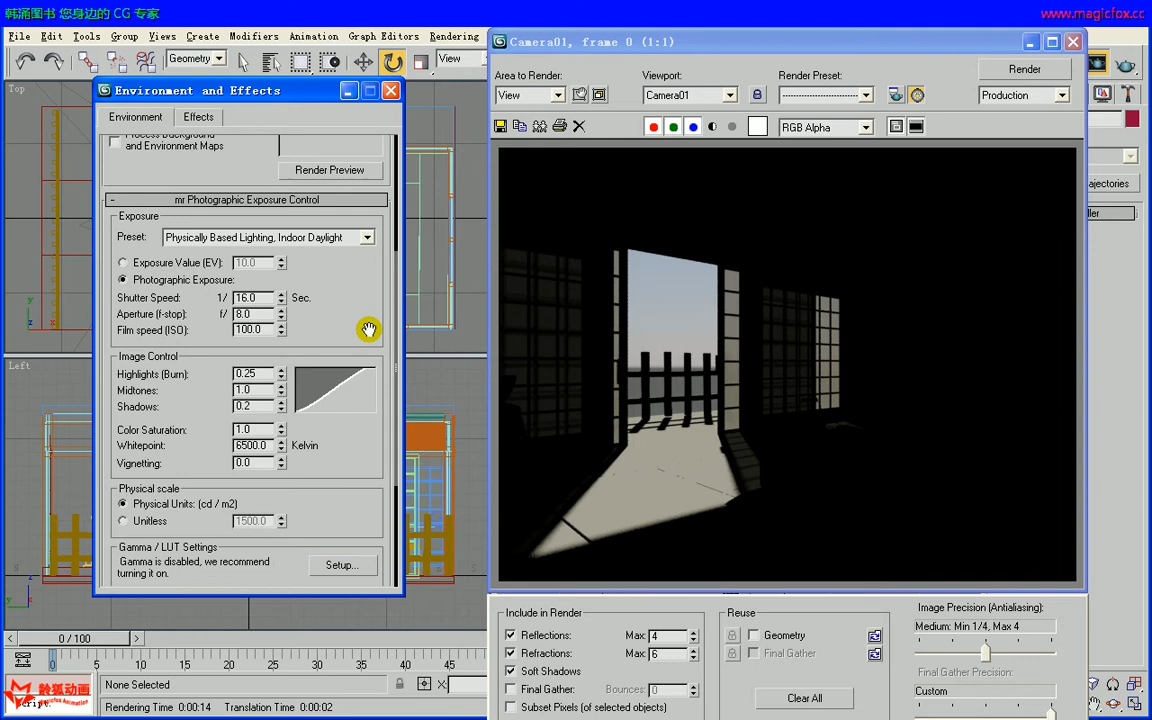 韩涌图书 您身边的 CG 专家
www.magicfox.cc
File Edit Tools Group Views Create Modifiers Animation Graph Editors Rendering
Geometry
View
Top
Left
Environment and Effects
Environment Effects
Process Background
and Environment Maps
Render Preview
- mr Photographic Exposure Control
Exposure
Preset: Physically Based Lighting, Indoor Daylight
Exposure Value (EV): 10.0
Photographic Exposure:
Shutter Speed: 1/ 16.0 Sec.
Aperture (f-stop): f/ 8.0
Film speed (ISO): 100.0
Image Control
Highlights (Burn): 0.25
Midtones: 1.0
Shadows: 0.2
Color Saturation: 1.0
Whitepoint: 6500.0 Kelvin
Vignetting: 0.0
Physical scale
Physical Units: (cd / m2)
Unitless 1500.0
Gamma / LUT Settings
Gamma is disabled, we recommend
turning it on.
Setup...
Camera01, frame 0 (1:1)
Area to Render: Viewport: Render Preset: Render
View Camera01 Production
RGB Alpha
rajectories
ller
Include in Render
Reflections: Max: 4
Refractions: Max: 6
Soft Shadows
Final Gather: Bounces: 0
Subset Pixels (of selected objects)
Reuse
Geometry
Final Gather
Clear All
Image Precision (Antialiasing):
Medium: Min 1/4, Max 4
Final Gather Precision:
Custom
0 / 100
0 5 10 15 20 25 30 35 40 45
None Selected X:
Rendering Time 0:00:14 Translation Time 0:00:02
龄狐动画
Magicfox Animation
Script.